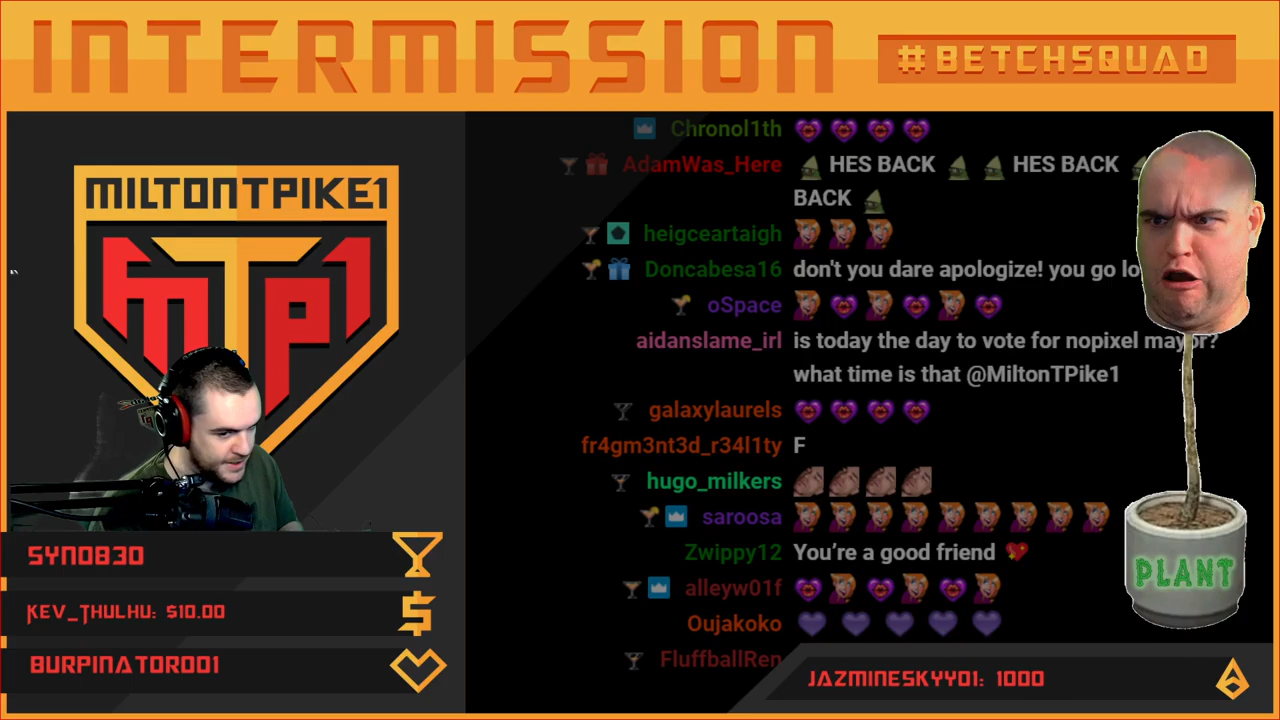 INTERMISSION
#BETCHSQUAD
MILTONTPIKE1
MTP1
Chronol1th
AdamWas_Here HES BACK HES BACK
BACK
heigceartaigh
Doncabesa16 don't you dare apologize! you go lo
oSpace
aidanslame_irl is today the day to vote for nopixel mayor?
what time is that @MiltonTPike1
galaxylaurels
fr4gm3nt3d_r34l1ty F
hugo_milkers
saroosa
Zwippy12 You’re a good friend
alleyw01f
Oujakoko
FluffballRen
PLANT
SYN0830
KEV_THULHU: $10.00
BURPINATOR001
JAZMINESKYY01: 1000